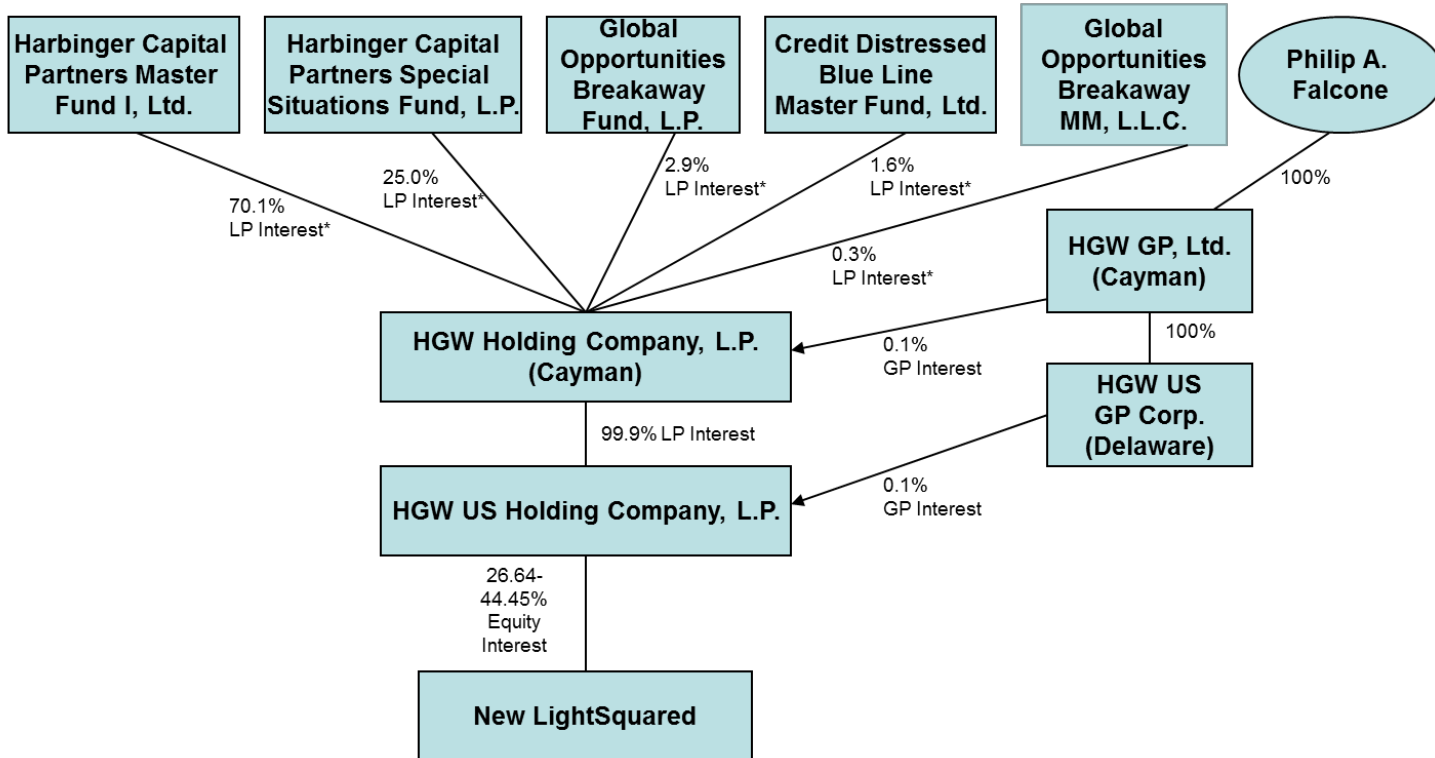 Harbinger Capital
Partners Master
Fund I, Ltd.
Harbinger Capital
Partners Special
Situations Fund, L.P.
Global
Opportunities
Breakaway
Fund, L.P.
Credit Distressed
Blue Line
Master Fund, Ltd.
Global
Opportunities
Breakaway
MM, L.L.C.
Philip A.
Falcone
70.1%
LP Interest*
25.0%
LP Interest*
2.9%
LP Interest*
1.6%
LP Interest*
0.3%
LP Interest*
100%
HGW GP, Ltd.
(Cayman)
HGW Holding Company, L.P.
(Cayman)
0.1%
GP Interest
100%
HGW US
GP Corp.
(Delaware)
99.9% LP Interest
HGW US Holding Company, L.P.
0.1%
GP Interest
26.64-
44.45%
Equity
Interest
New LightSquared